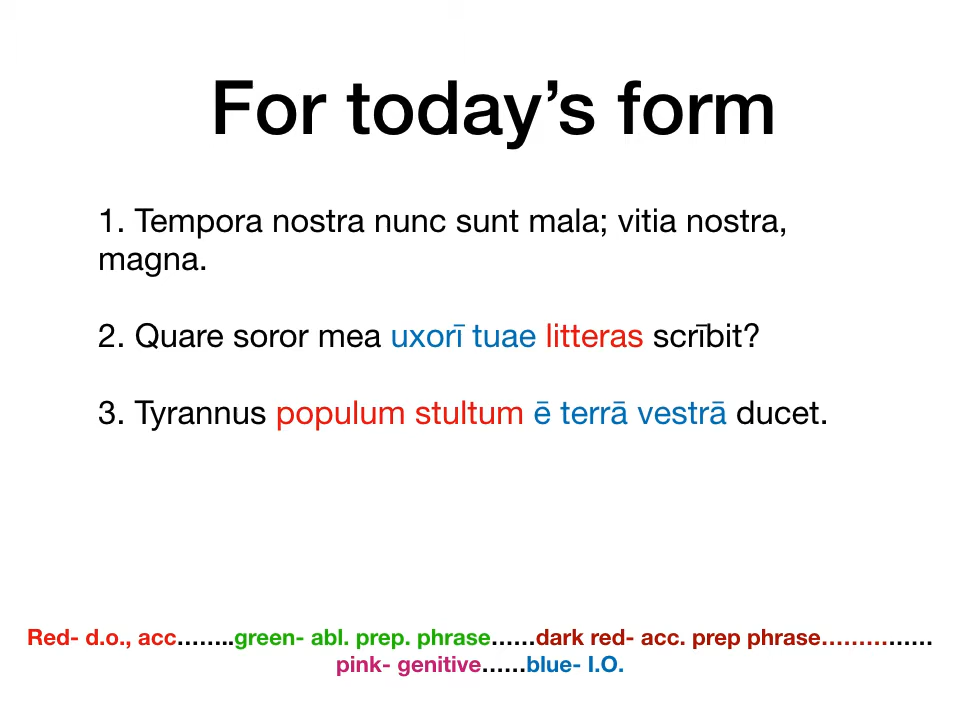 For today’s form
1. Tempora nostra nunc sunt mala; vitia nostra,
magna.
2. Quare soror mea uxorī tuae litteras scrībit?
3. Tyrannus populum stultum ē terrā vestrā ducet.
Red- d.o., acc……..green- abl. prep. phrase……dark red- acc. prep phrase……………
pink- genitive……blue- I.O.